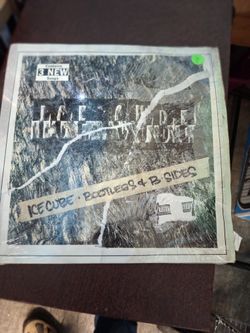 Contains
3 NEW
Songs
ICE CUBE
ICE CUBE • BOOTLEGS & B-SIDES